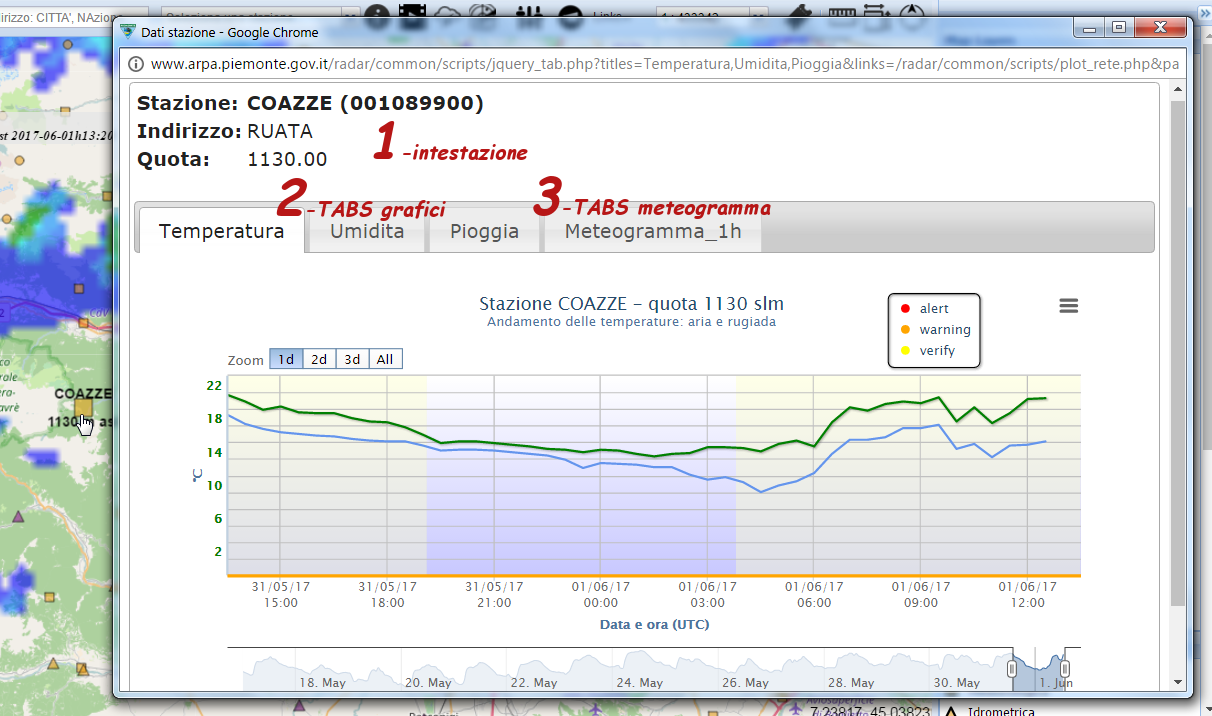 Dati stazione - Google Chrome
www.arpa.piemonte.gov.it/radar/common/scripts/jquery_tab.php?titles=Temperatura,Umidita,Pioggia&links=/radar/common/scripts/plot_rete.php&pa
Stazione: COAZZE (001089900)
Indirizzo: RUATA
Quota: 1130.00
1 -intestazione
2 -TABS grafici
3 -TABS meteogramma
Temperatura Umidita Pioggia Meteogramma_1h
Stazione COAZZE - quota 1130 slm
Andamento delle temperature: aria e rugiada
alert
warning
verify
Zoom 1d 2d 3d All
22
18
14
10
6
2
°C
31/05/17 31/05/17 31/05/17 01/06/17 01/06/17 01/06/17 01/06/17 01/06/17
15:00 18:00 21:00 00:00 03:00 06:00 09:00 12:00
Data e ora (UTC)
18. May 20. May 22. May 24. May 26. May 28. May 30. May 1. Jun
irizzo: CITTA', NAzion
st 2017-06-01h13:20
COAZZE
1130m as
7.23817 45.03823
Idrometrica